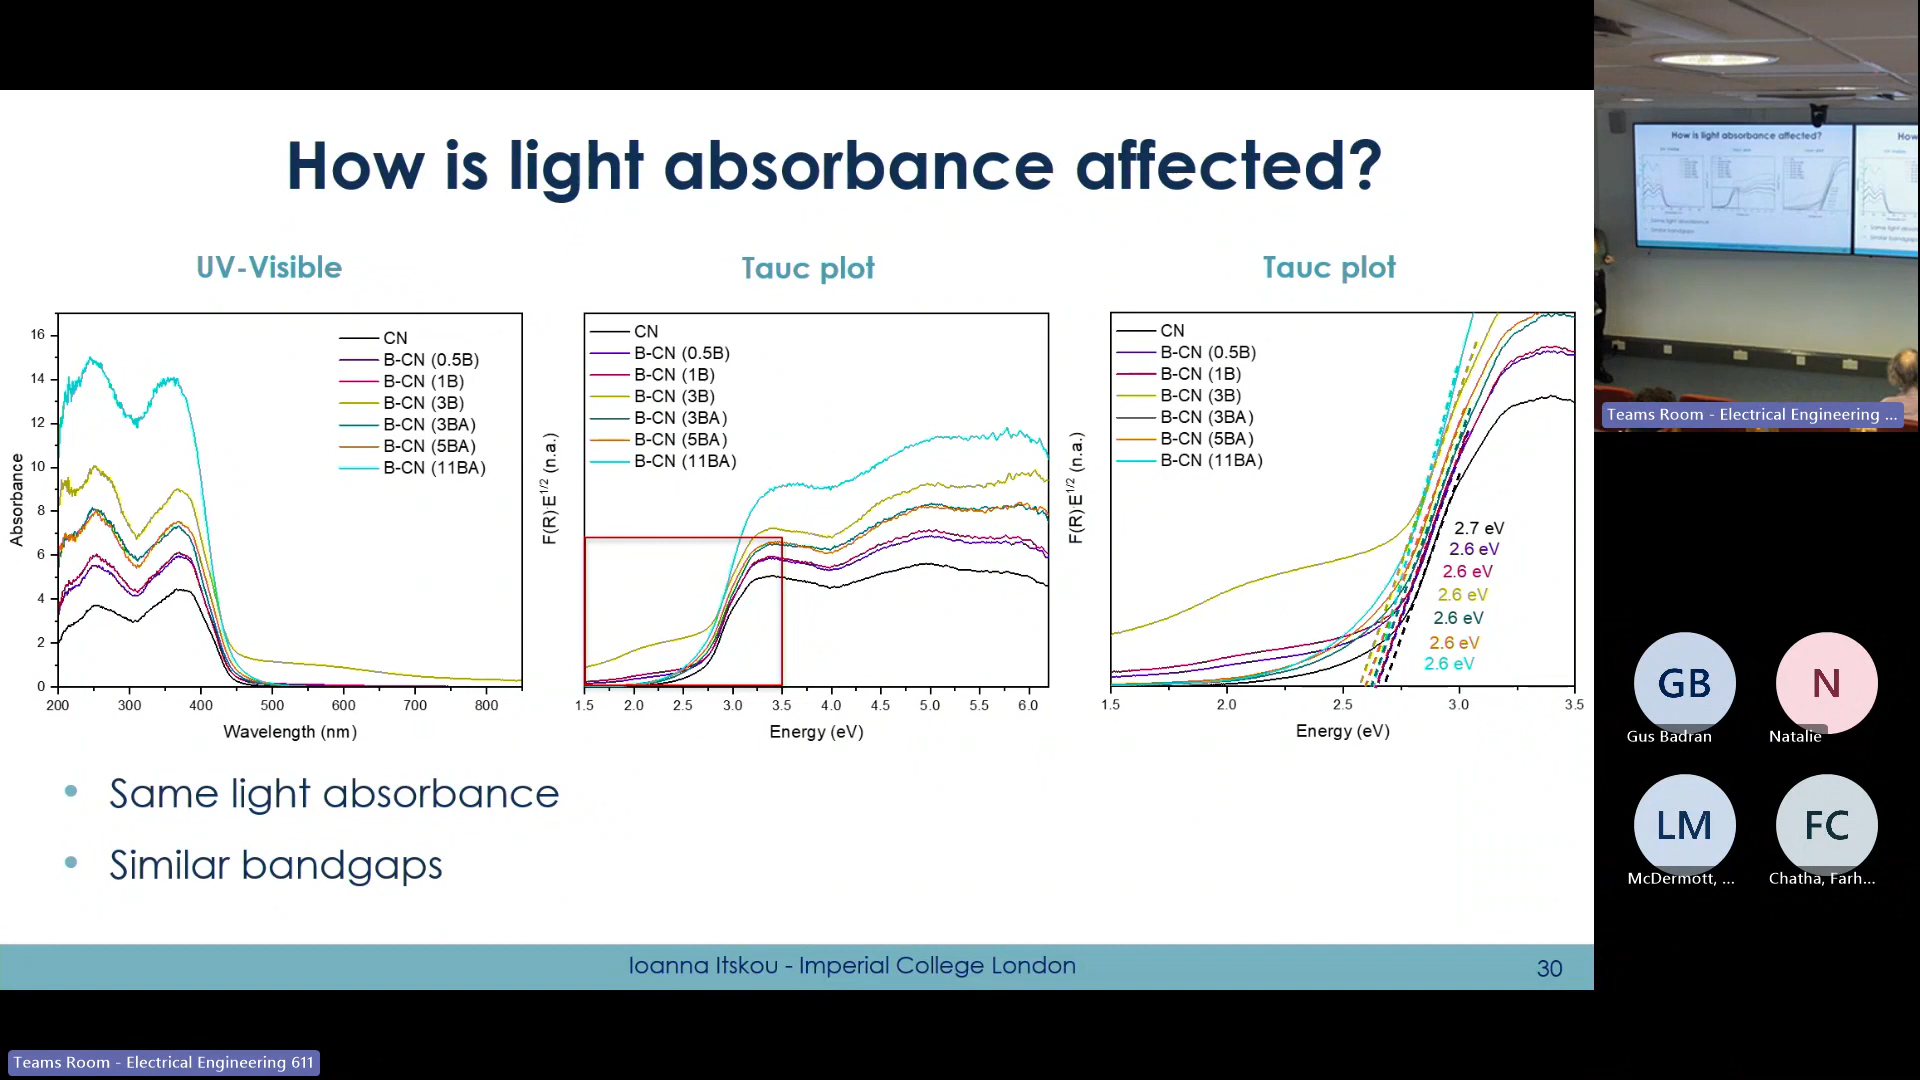 How is light absorbance affected?
UV-Visible
Absorbance
16
14
12
10
8
6
4
2
0
200 300 400 500 600 700 800
Wavelength (nm)
CN
B-CN (0.5B)
B-CN (1B)
B-CN (3B)
B-CN (3BA)
B-CN (5BA)
B-CN (11BA)
Tauc plot
F(R) E1/2 (n.a.)
CN
B-CN (0.5B)
B-CN (1B)
B-CN (3B)
B-CN (3BA)
B-CN (5BA)
B-CN (11BA)
1.5 2.0 2.5 3.0 3.5 4.0 4.5 5.0 5.5 6.0
Energy (eV)
Tauc plot
F(R) E1/2 (n.a.)
CN
B-CN (0.5B)
B-CN (1B)
B-CN (3B)
B-CN (3BA)
B-CN (5BA)
B-CN (11BA)
2.7 eV
2.6 eV
2.6 eV
2.6 eV
2.6 eV
2.6 eV
2.6 eV
1.5 2.0 2.5 3.0 3.5
Energy (eV)
• Same light absorbance
• Similar bandgaps
Ioanna Itskou - Imperial College London
30
How is light absorbance affected?
How
Teams Room - Electrical Engineering ...
GB
Gus Badran
N
Natalie
LM
McDermott, ...
FC
Chatha, Farh...
Teams Room - Electrical Engineering 611